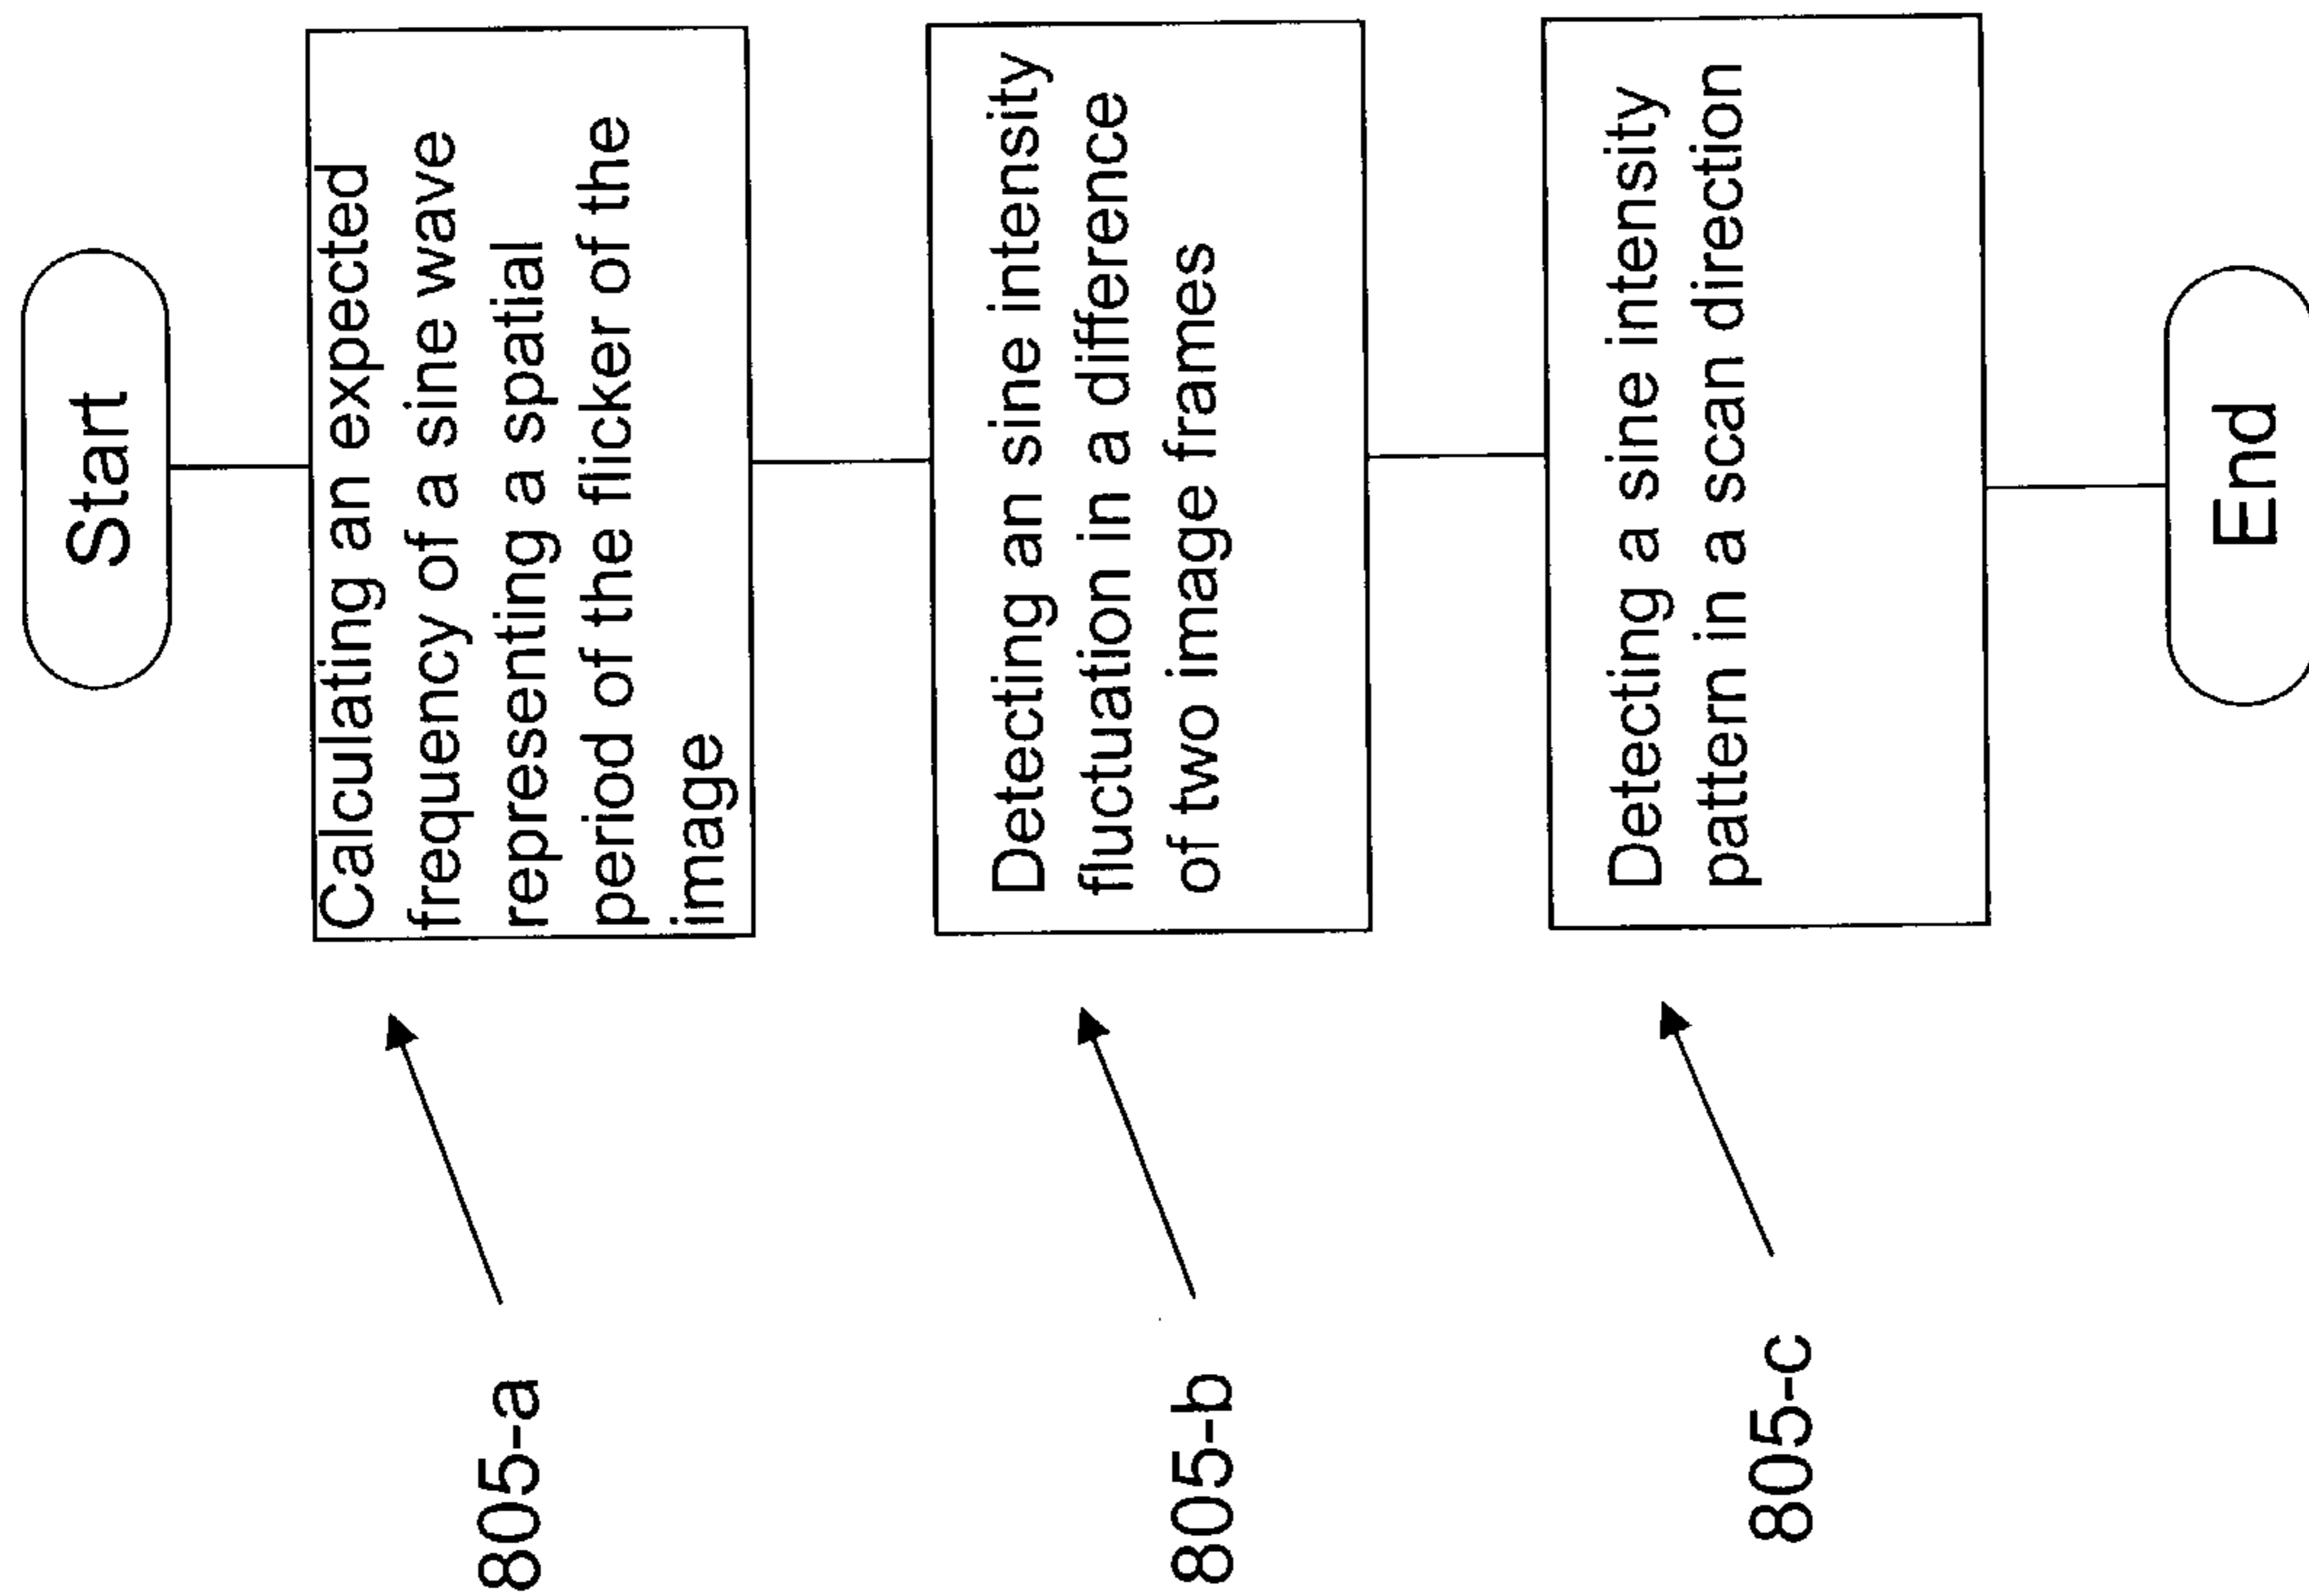 Start
805-a
Calculating an expected
frequency of a sine wave
representing a spatial
period of the flicker of the
image
805-b
Detecting an sine intensity
fluctuation in a difference
of two image frames
805-c
Detecting a sine intensity
pattern in a scan direction
End